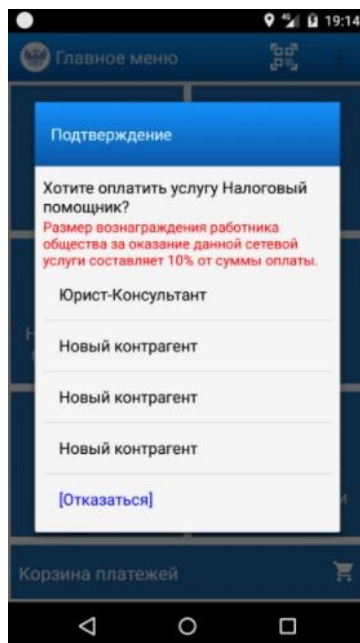 19:14
Главное меню
Подтверждение
Хотите оплатить услугу Налоговый
помощник?
Размер вознаграждения работника
общества за оказание данной сетевой
услуги составляет 10% от суммы оплаты.
Юрист-Консультант
Новый контрагент
Новый контрагент
Новый контрагент
[Отказаться]
Корзина платежей